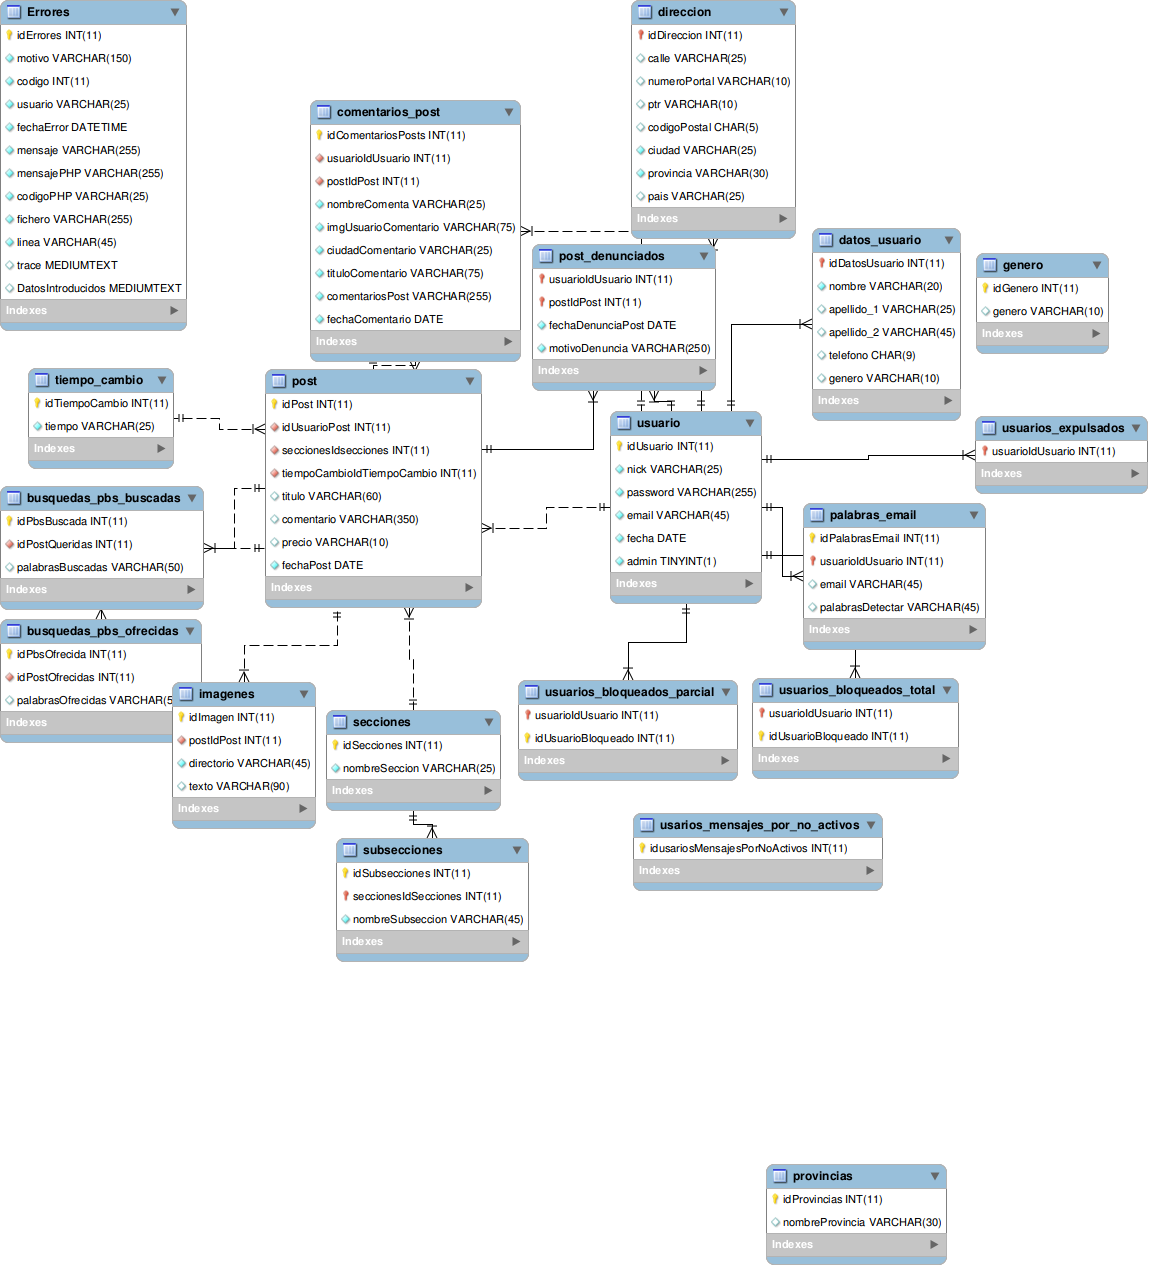 Errores
idErrores INT(11)
motivo VARCHAR(150)
codigo INT(11)
usuario VARCHAR(25)
fechaError DATETIME
mensaje VARCHAR(255)
mensajePHP VARCHAR(255)
codigoPHP VARCHAR(25)
fichero VARCHAR(255)
linea VARCHAR(45)
trace MEDIUMTEXT
DatosIntroducidos MEDIUMTEXT
Indexes
direccion
idDireccion INT(11)
calle VARCHAR(25)
numeroPortal VARCHAR(10)
ptr VARCHAR(10)
codigoPostal CHAR(5)
ciudad VARCHAR(25)
provincia VARCHAR(30)
pais VARCHAR(25)
Indexes
comentarios_post
idComentariosPosts INT(11)
usuarioIdUsuario INT(11)
postIdPost INT(11)
nombreComenta VARCHAR(25)
imgUsuarioComentario VARCHAR(75)
ciudadComentario VARCHAR(25)
tituloComentario VARCHAR(75)
comentariosPost VARCHAR(255)
fechaComentario DATE
Indexes
post_denunciados
usuarioIdUsuario INT(11)
postIdPost INT(11)
fechaDenunciaPost DATE
motivoDenuncia VARCHAR(250)
Indexes
datos_usuario
idDatosUsuario INT(11)
nombre VARCHAR(20)
apellido_1 VARCHAR(25)
apellido_2 VARCHAR(45)
telefono CHAR(9)
genero VARCHAR(10)
Indexes
genero
idGenero INT(11)
genero VARCHAR(10)
Indexes
tiempo_cambio
idTiempoCambio INT(11)
tiempo VARCHAR(25)
Indexes
post
idPost INT(11)
idUsuarioPost INT(11)
seccionesIdsecciones INT(11)
tiempoCambioIdTiempoCambio INT(11)
titulo VARCHAR(60)
comentario VARCHAR(350)
precio VARCHAR(10)
fechaPost DATE
Indexes
usuario
idUsuario INT(11)
nick VARCHAR(25)
password VARCHAR(255)
email VARCHAR(45)
fecha DATE
admin TINYINT(1)
Indexes
usuarios_expulsados
usuarioIdUsuario INT(11)
Indexes
busquedas_pbs_buscadas
idPbsBuscada INT(11)
idPostQueridas INT(11)
palabrasBuscadas VARCHAR(50)
Indexes
palabras_email
idPalabrasEmail INT(11)
usuarioIdUsuario INT(11)
email VARCHAR(45)
palabrasDetectar VARCHAR(45)
Indexes
busquedas_pbs_ofrecidas
idPbsOfrecida INT(11)
idPostOfrecidas INT(11)
palabrasOfrecidas VARCHAR(5
Indexes
imagenes
idImagen INT(11)
postIdPost INT(11)
directorio VARCHAR(45)
texto VARCHAR(90)
Indexes
secciones
idSecciones INT(11)
nombreSeccion VARCHAR(25)
Indexes
usuarios_bloqueados_parcial
usuarioIdUsuario INT(11)
idUsuarioBloqueado INT(11)
Indexes
usuarios_bloqueados_total
usuarioIdUsuario INT(11)
idUsuarioBloqueado INT(11)
Indexes
subsecciones
idSubsecciones INT(11)
seccionesIdSecciones INT(11)
nombreSubseccion VARCHAR(45)
Indexes
usarios_mensajes_por_no_activos
idusariosMensajesPorNoActivos INT(11)
Indexes
provincias
idProvincias INT(11)
nombreProvincia VARCHAR(30)
Indexes